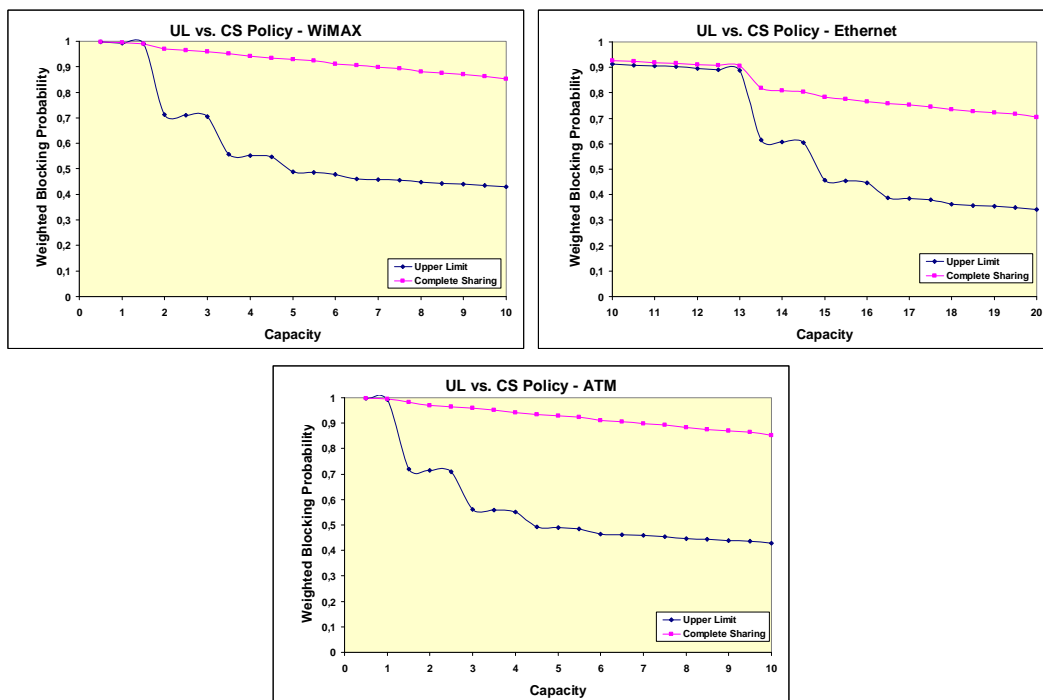 UL vs. CS Policy - WiMAX
Weighted Blocking Probability
1
0,9
0,8
0,7
0,6
0,5
0,4
0,3
0,2
0,1
0
0 1 2 3 4 5 6 7 8 9 10
Capacity
Upper Limit
Complete Sharing
UL vs. CS Policy - Ethernet
Weighted Blocking Probability
1
0,9
0,8
0,7
0,6
0,5
0,4
0,3
0,2
0,1
0
10 11 12 13 14 15 16 17 18 19 20
Capacity
Upper Limit
Complete Sharing
UL vs. CS Policy - ATM
Weighted Blocking Probability
1
0,9
0,8
0,7
0,6
0,5
0,4
0,3
0,2
0,1
0
0 1 2 3 4 5 6 7 8 9 10
Capacity
Upper Limit
Complete Sharing